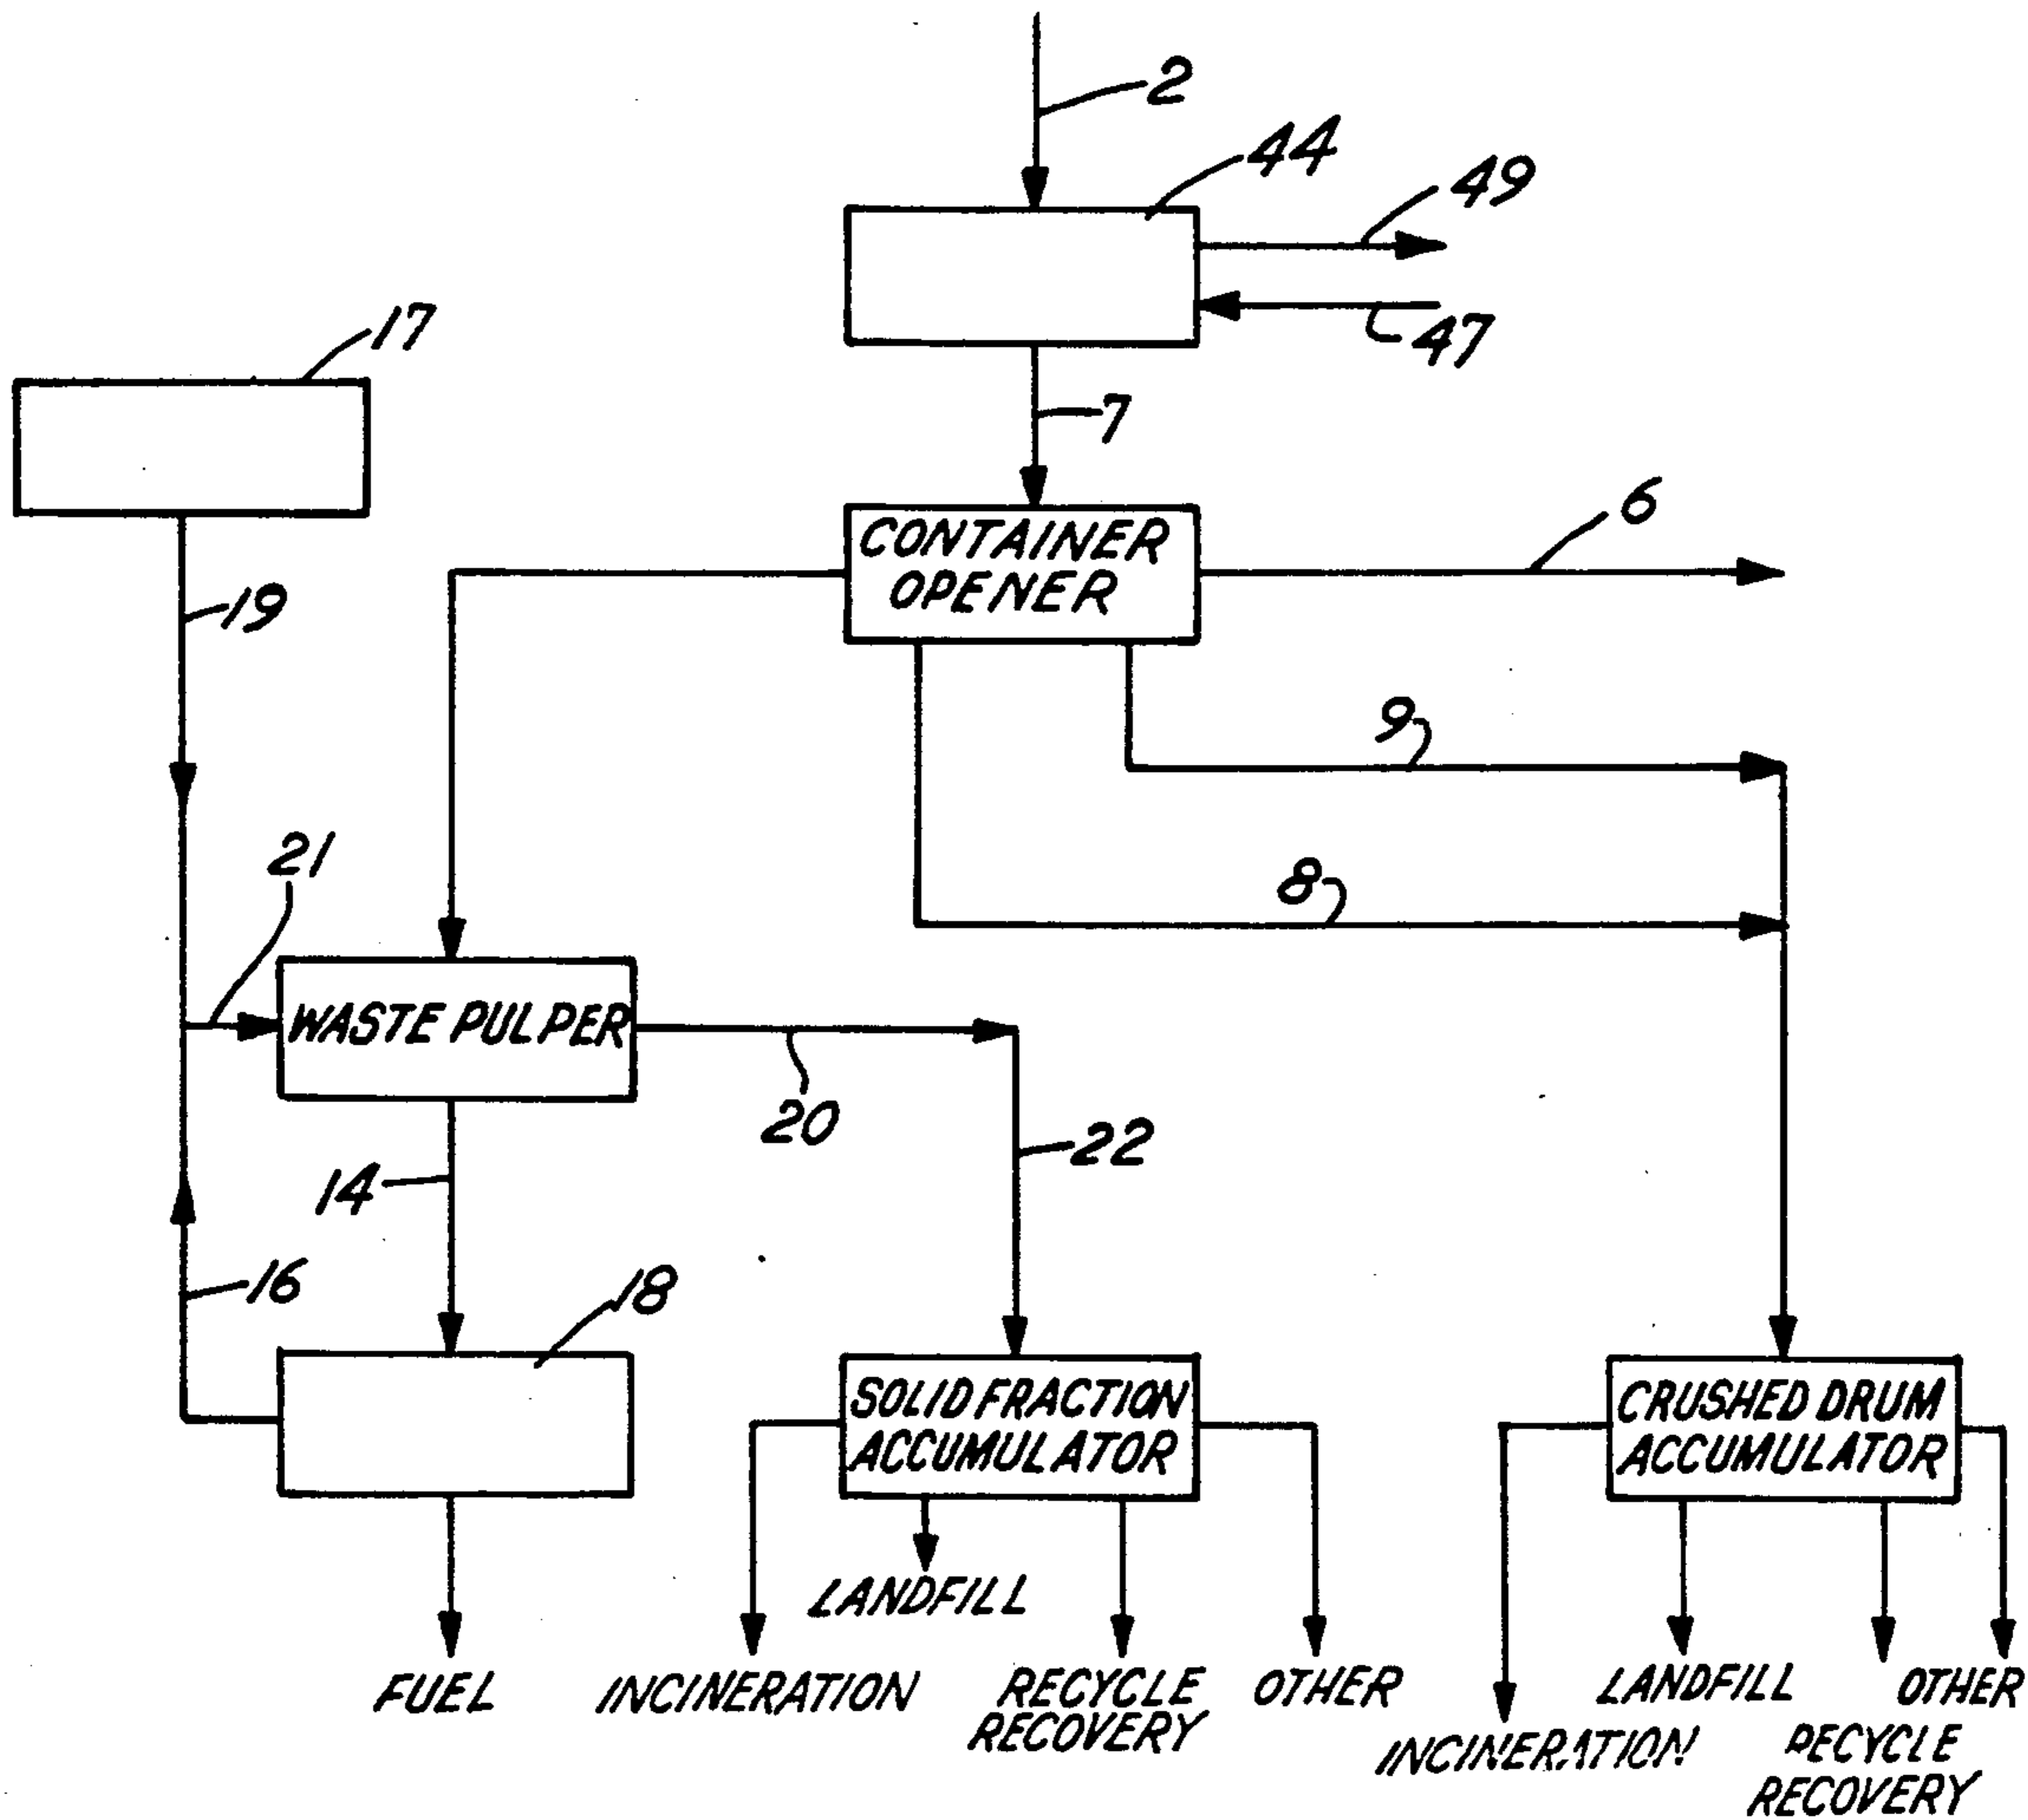 2
44
49
47
17
7
CONTAINER
OPENER
6
19
9
21
8
WASTE PULPER
20
22
14
16
18
SOLID FRACTION
ACCUMULATOR
CRUSHED DRUM
ACCUMULATOR
LANDFILL
FUEL
INCINERATION
RECYCLE
RECOVERY
OTHER
LANDFILL
OTHER
INCINERATION
RECYCLE
RECOVERY